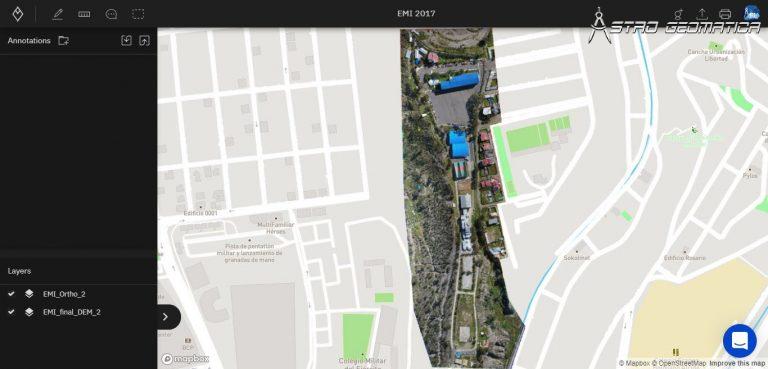 EMI 2017
ASTRO GEOMATICA
Annotations
Cancha Urbanización
Libertad
Pylos
Edificio 0001
MultiFamiliar
Héroes
Pista de pentatlón
militar y lanzamiento de
granadas de mano
Sokolmet
Edificio Rosario
Layers
EMI_Ortho_2
EMI_final_DEM_2
BCP
Colegio Militar
del Ejército
mapbox
© Mapbox © OpenStreetMap Improve this map